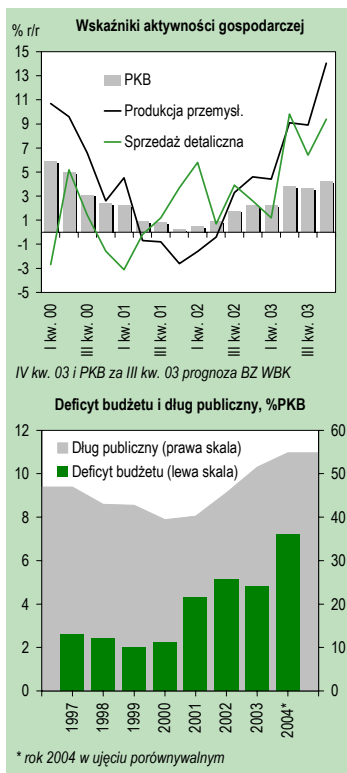 % r/r
Wskaźniki aktywności gospodarczej
15
13
11
9
7
5
3
1
-1
-3
-5
PKB
Produkcja przemysł.
Sprzedaż detaliczna
I kw. 00
III kw. 00
I kw. 01
III kw. 01
I kw. 02
III kw. 02
I kw. 03
III kw. 03
IV kw. 03 i PKB za III kw. 03 prognoza BZ WBK
Deficyt budżetu i dług publiczny, %PKB
12
10
8
6
4
2
0
60
50
40
30
20
10
0
Dług publiczny (prawa skala)
Deficyt budżetu (lewa skala)
1997
1998
1999
2000
2001
2002
2003
2004*
* rok 2004 w ujęciu porównywalnym